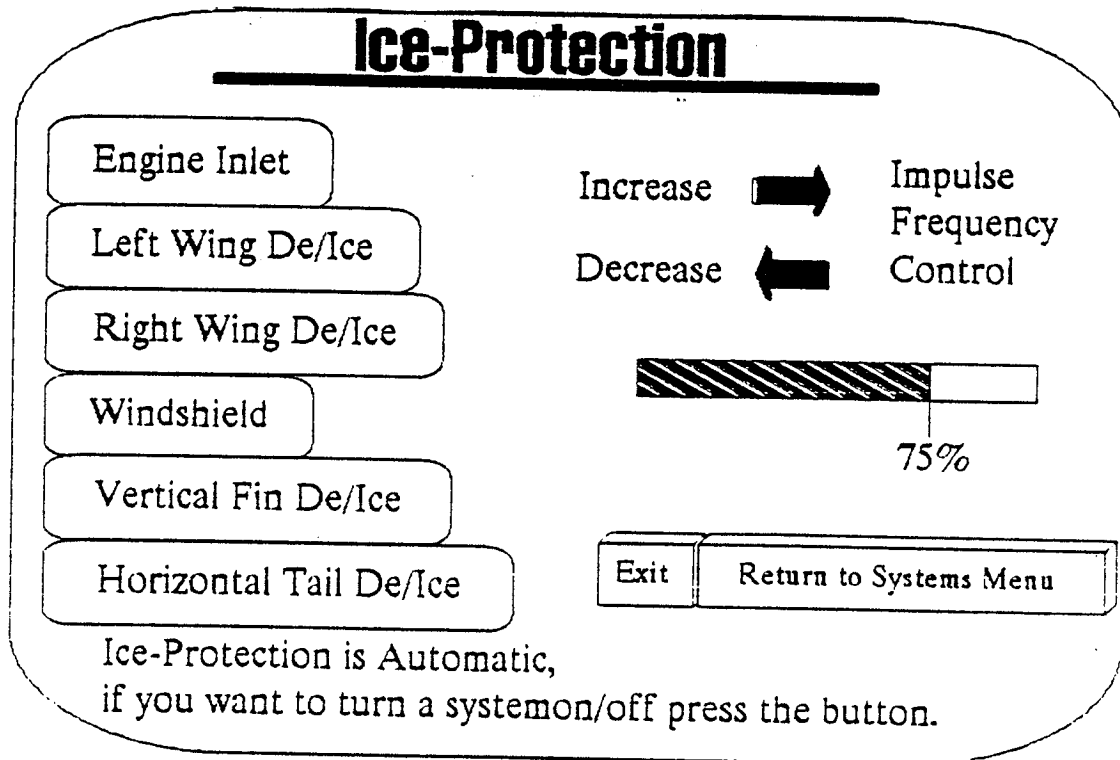 Ice-Protection
Engine Inlet
Left Wing De/Ice
Right Wing De/Ice
Windshield
Vertical Fin De/Ice
Horizontal Tail De/Ice
Increase
Decrease
Impulse
Frequency
Control
75%
Exit
Return to Systems Menu
Ice-Protection is Automatic,
if you want to turn a systemon/off press the button.